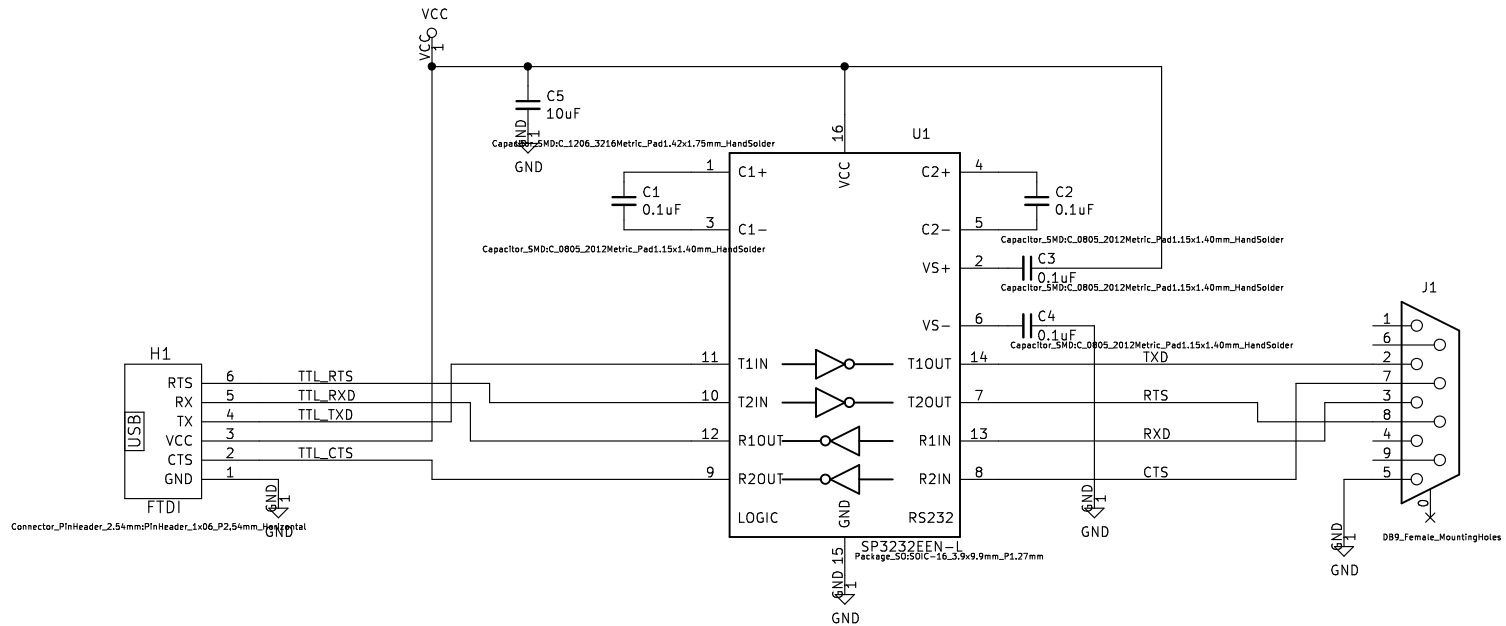 VCC
VCC
1
C5
10uF
GND
1
Capacitor_SMD:C_1206_3216Metric_Pad1.42x1.75mm_HandSolder
GND
16
U1
1
C1+
VCC
C2+
4
C1
0.1uF
C2
0.1uF
3
C1-
C2-
5
Capacitor_SMD:C_0805_2012Metric_Pad1.15x1.40mm_HandSolder
Capacitor_SMD:C_0805_2012Metric_Pad1.15x1.40mm_HandSolder
VS+
2
C3
0.1uF
Capacitor_SMD:C_0805_2012Metric_Pad1.15x1.40mm_HandSolder
J1
VS-
6
C4
0.1uF
Capacitor_SMD:C_0805_2012Metric_Pad1.15x1.40mm_HandSolder
1
6
H1
11
T1IN
T1OUT
14
TXD
2
RTS
6
TTL_RTS
7
RX
5
TTL_RXD
10
T2IN
T2OUT
7
RTS
3
TX
4
TTL_TXD
8
USB
VCC
3
12
R1OUT
R1IN
13
RXD
4
CTS
2
TTL_CTS
9
GND
1
9
R2OUT
R2IN
8
CTS
5
GND
1
FTDI
GND
GND
1
0
LOGIC
GND
RS232
Connector_PinHeader_2.54mm:PinHeader_1x06_P2.54mm_Horizontal
GND
GND
GND
1
DB9_Female_MountingHoles
SP3232EEN-L
15
Package_SO:SOIC-16_3.9x9.9mm_P1.27mm
GND
GND
1
GND